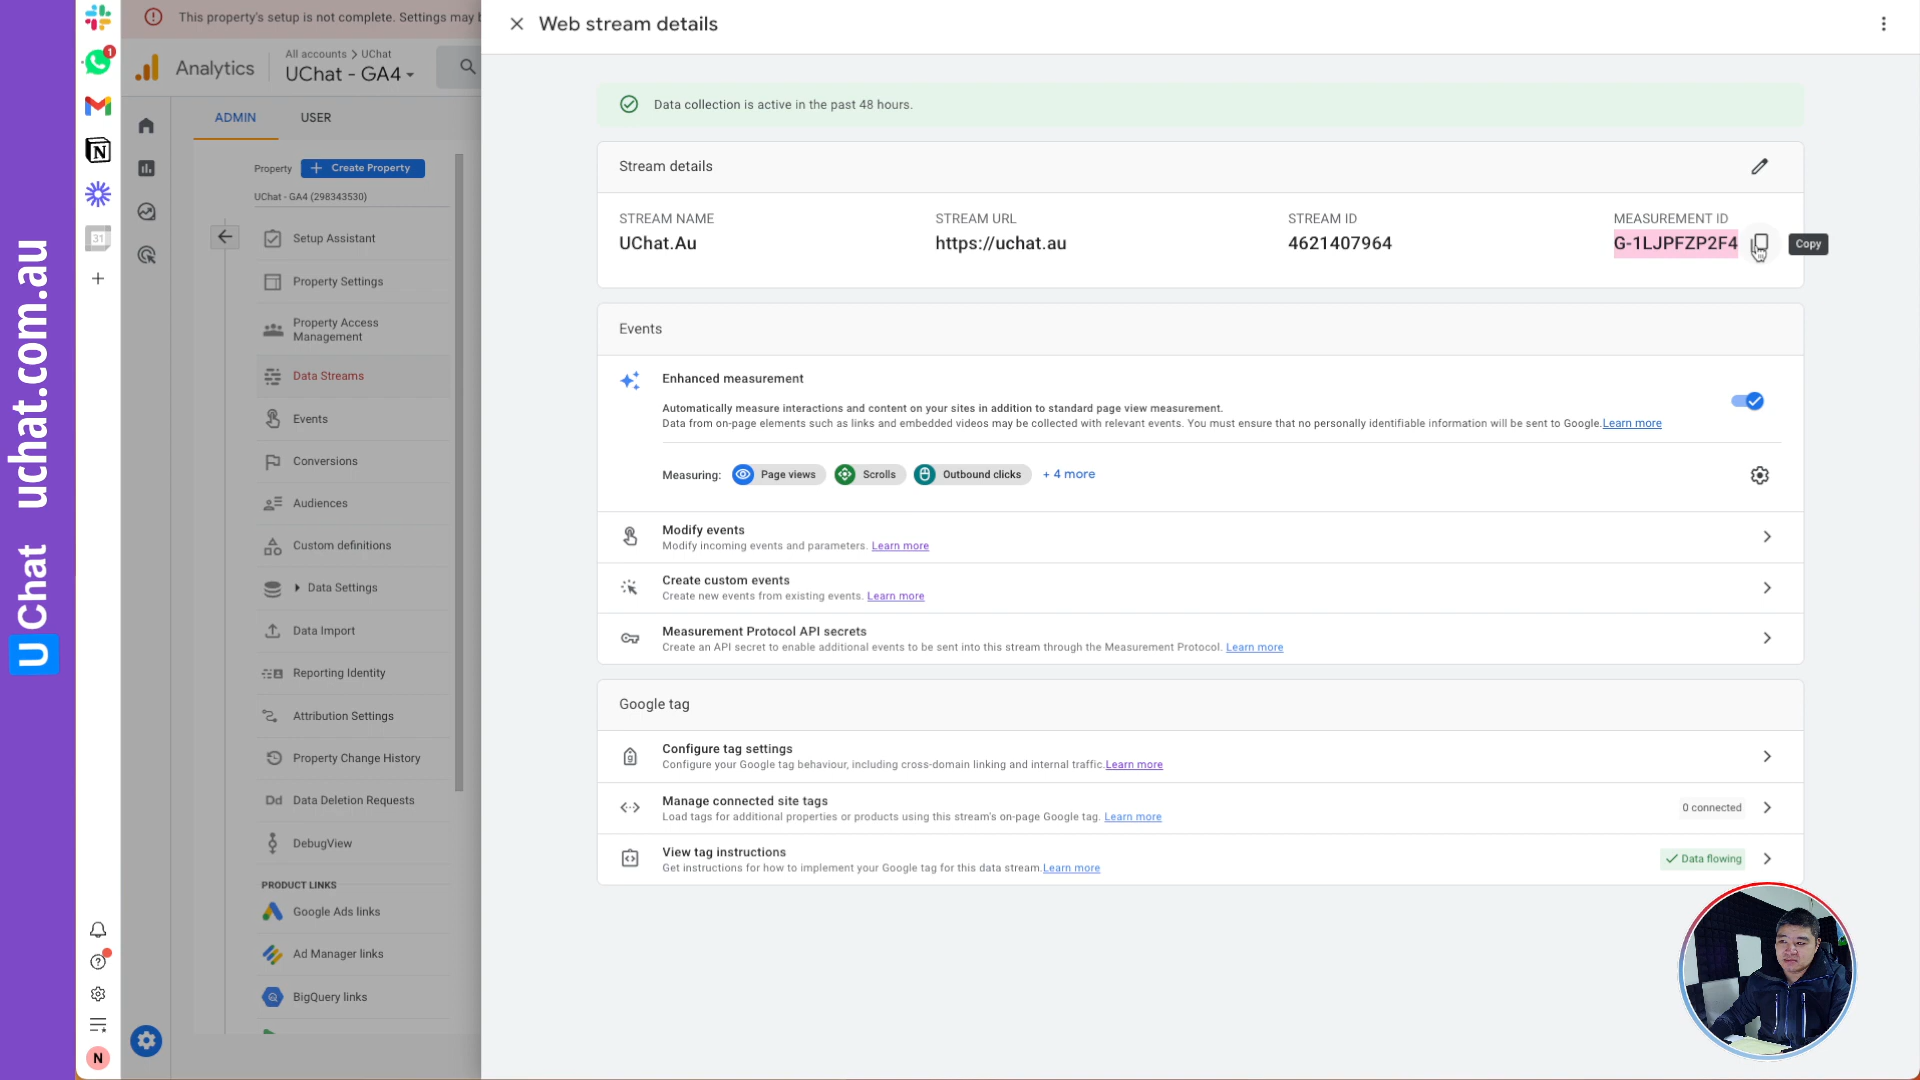 U Chat uchat.com.au
1
31
N
This property's setup is not complete. Settings may b
Analytics
All accounts > UChat
UChat - GA4
ADMIN
USER
Property
Create Property
UChat - GA4 (298343530)
Setup Assistant
Property Settings
Property Access
Management
Data Streams
Events
Conversions
Audiences
Custom definitions
Data Settings
Data Import
Reporting Identity
Attribution Settings
Property Change History
Dd Data Deletion Requests
DebugView
PRODUCT LINKS
Google Ads links
Ad Manager links
BigQuery links
N
Web stream details
Data collection is active in the past 48 hours.
Stream details
STREAM NAME
UChat.Au
STREAM URL
https://uchat.au
STREAM ID
4621407964
MEASUREMENT ID
G-1LJPFZP2F4
Copy
Events
Enhanced measurement
Automatically measure interactions and content on your sites in addition to standard page view measurement.
Data from on-page elements such as links and embedded videos may be collected with relevant events. You must ensure that no personally identifiable information will be sent to Google. Learn more
Measuring: Page views Scrolls Outbound clicks + 4 more
Modify events
Modify incoming events and parameters. Learn more
Create custom events
Create new events from existing events. Learn more
Measurement Protocol API secrets
Create an API secret to enable additional events to be sent into this stream through the Measurement Protocol. Learn more
Google tag
Configure tag settings
Configure your Google tag behaviour, including cross-domain linking and internal traffic. Learn more
Manage connected site tags
Load tags for additional properties or products using this stream's on-page Google tag. Learn more
0 connected
View tag instructions
Get instructions for how to implement your Google tag for this data stream. Learn more
Data flowing